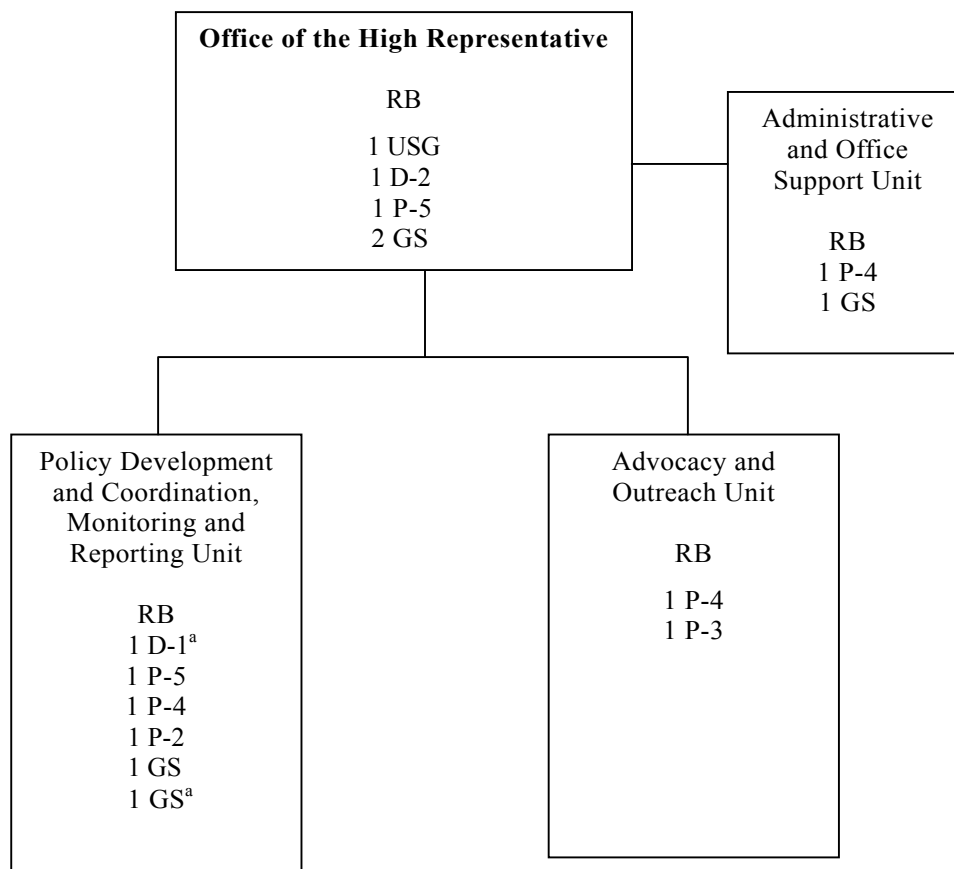 Office of the High Representative
RB
1 USG
1 D-2
1 P-5
2 GS
Administrative
and Office
Support Unit
RB
1 P-4
1 GS
Policy Development
and Coordination,
Monitoring and
Reporting Unit
RB
1 D-1ᵃ
1 P-5
1 P-4
1 P-2
1 GS
1 GSᵃ
Advocacy and
Outreach Unit
RB
1 P-4
1 P-3